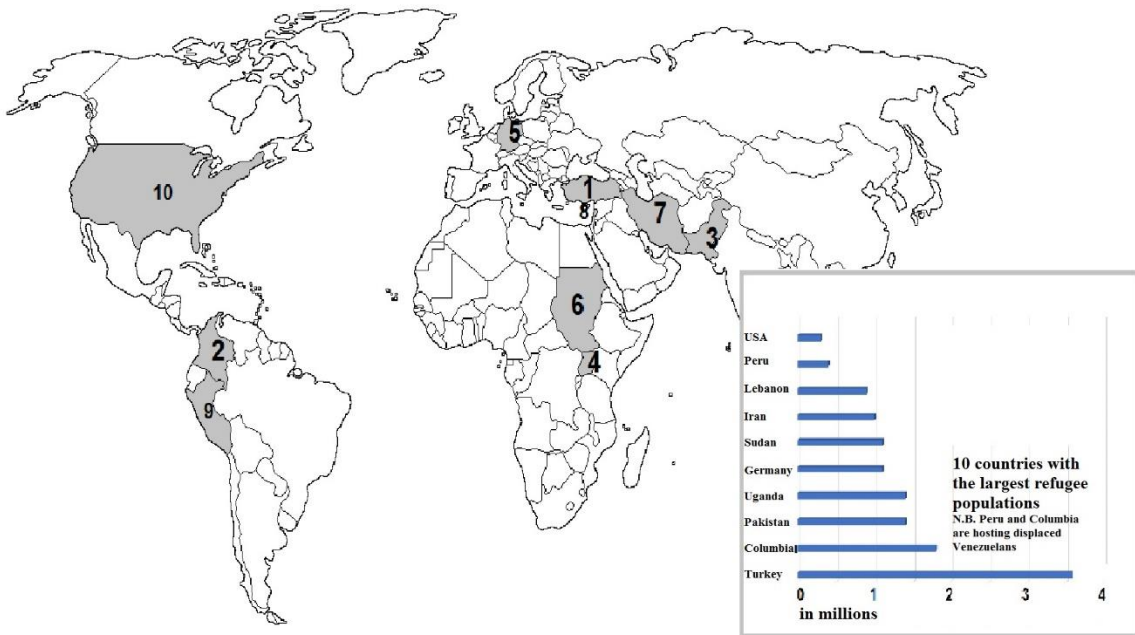 5
1
10
8
7
3
6
2
4
9
USA
Peru
Lebanon
Iran
Sudan
Germany
Uganda
Pakistan
Columbia
Turkey
10 countries with
the largest refugee
populations
N.B. Peru and Columbia
are hosting displaced
Venezuelans
0 1 2 3 4
in millions